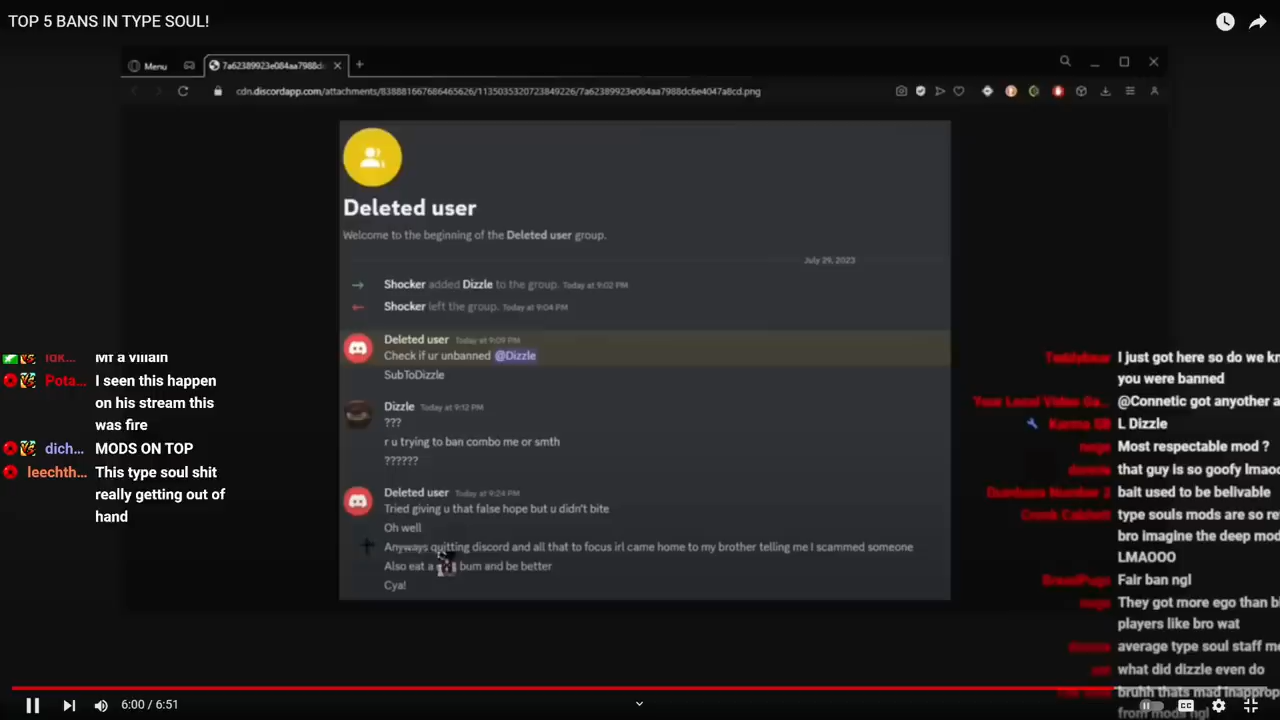 TOP 5 BANS IN TYPE SOUL!
Menu
7a62389923e084aa7988dc
cdn.discordapp.com/attachments/838881667686465626/1135035320723849226/7a62389923e084aa7988dc6e4047a8cd.png
Deleted user
Welcome to the beginning of the Deleted user group.
July 29, 2023
Shocker added Dizzle to the group. Today at 9:02 PM
Shocker left the group. Today at 9:04 PM
Deleted user Today at 9:09 PM
Check if ur unbanned @Dizzle
SubToDizzle
Dizzle Today at 9:12 PM
???
r u trying to ban combo me or smth
??????
Deleted user Today at 9:24 PM
Tried giving u that false hope but u didn't bite
Oh well
Anyways quitting discord and all that to focus irl came home to my brother telling me I scammed someone
Also eat a bum and be better
Cya!
idk... Mr a villain
Pota... I seen this happen
on his stream this
was fire
dich... MODS ON TOP
leechth... This type soul shit
really getting out of
hand
I just got here so do we kn
you were banned
@Connetic got anyother a
L Dizzle
Most respectable mod ?
that guy is so goofy lmao
bait used to be belivable
type souls mods are so re
bro imagine the deep mod
LMAOOO
Fair ban ngl
They got more ego than b
players like bro wat
average type soul staff me
what did dizzle even do
bruhh thats mad inapprop
from mods ngl
6:00 / 6:51
CC